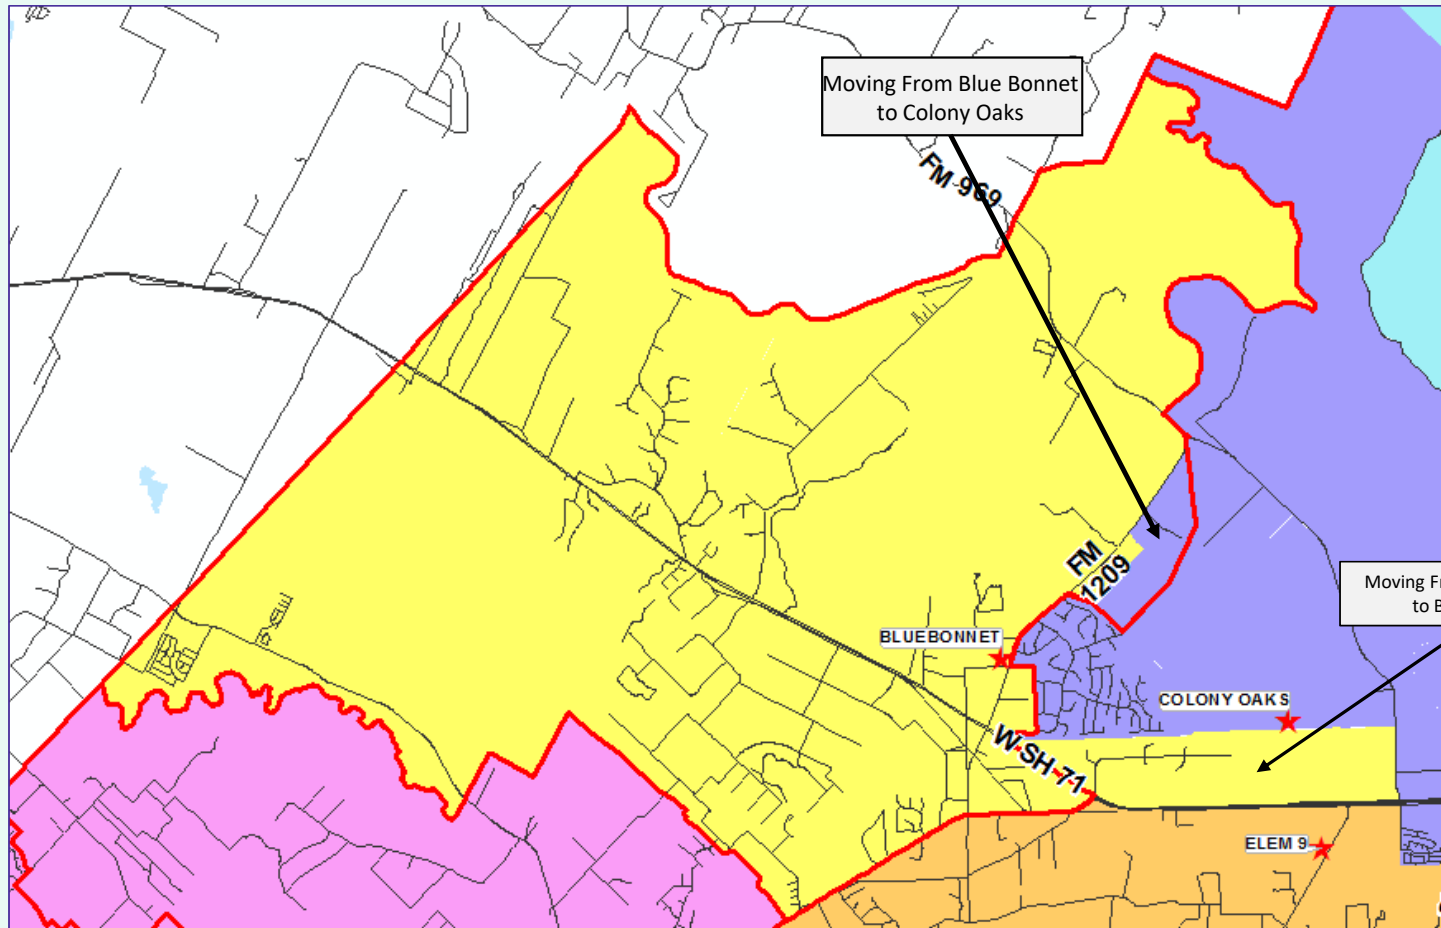 Moving From Blue Bonnet
to Colony Oaks
FM 969
FM
1209
Moving Fr
to B
BLUEBONNET
COLONY OAKS
W SH 71
ELEM 9